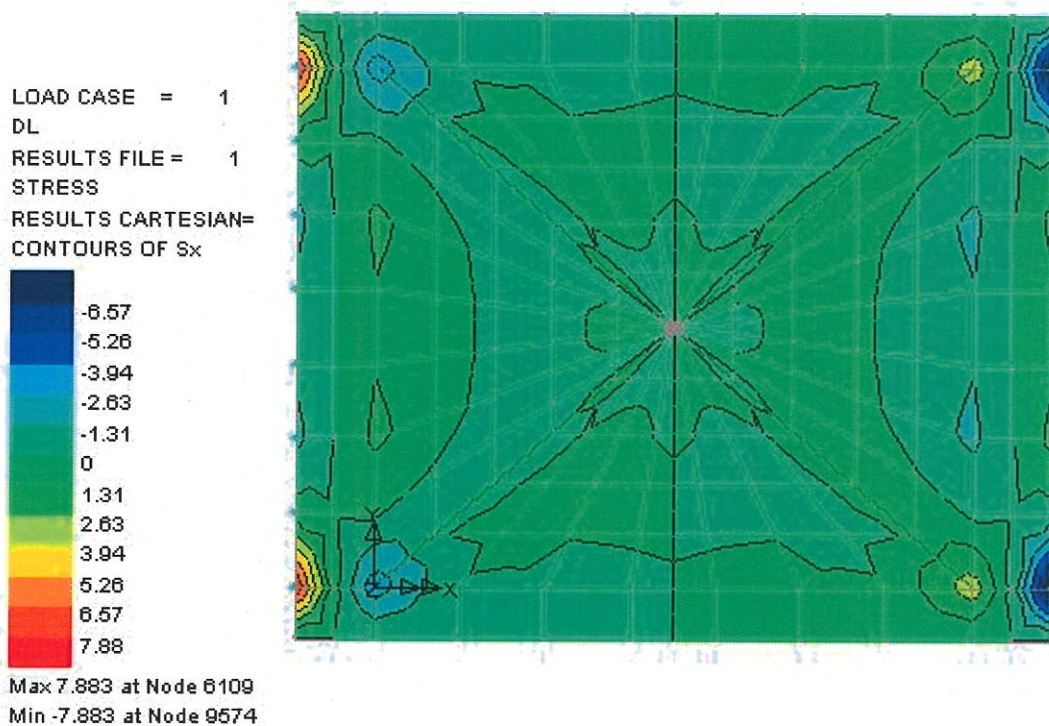 LOAD CASE = 1
DL
RESULTS FILE = 1
STRESS
RESULTS CARTESIAN=
CONTOURS OF Sx
-6.57
-5.26
-3.94
-2.63
-1.31
0
1.31
2.63
3.94
5.26
6.57
7.88
Max 7.883 at Node 6109
Min -7.883 at Node 9574
Y
Z
X